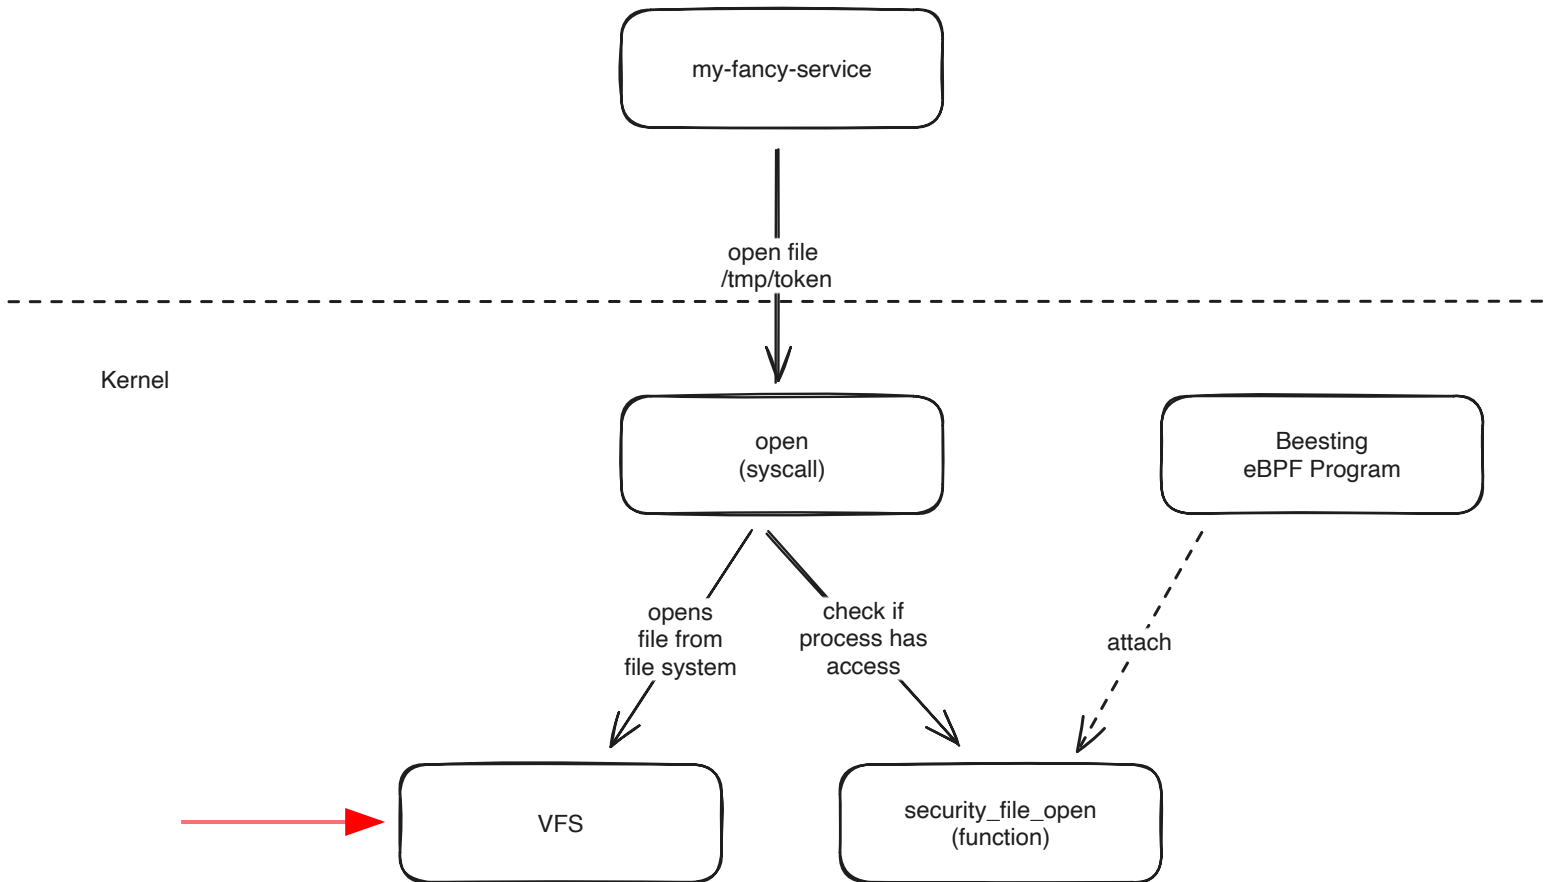 my-fancy-service
open file
/tmp/token
Kernel
open
(syscall)
Beesting
eBPF Program
opens
file from
file system
check if
process has
access
attach
VFS
security_file_open
(function)